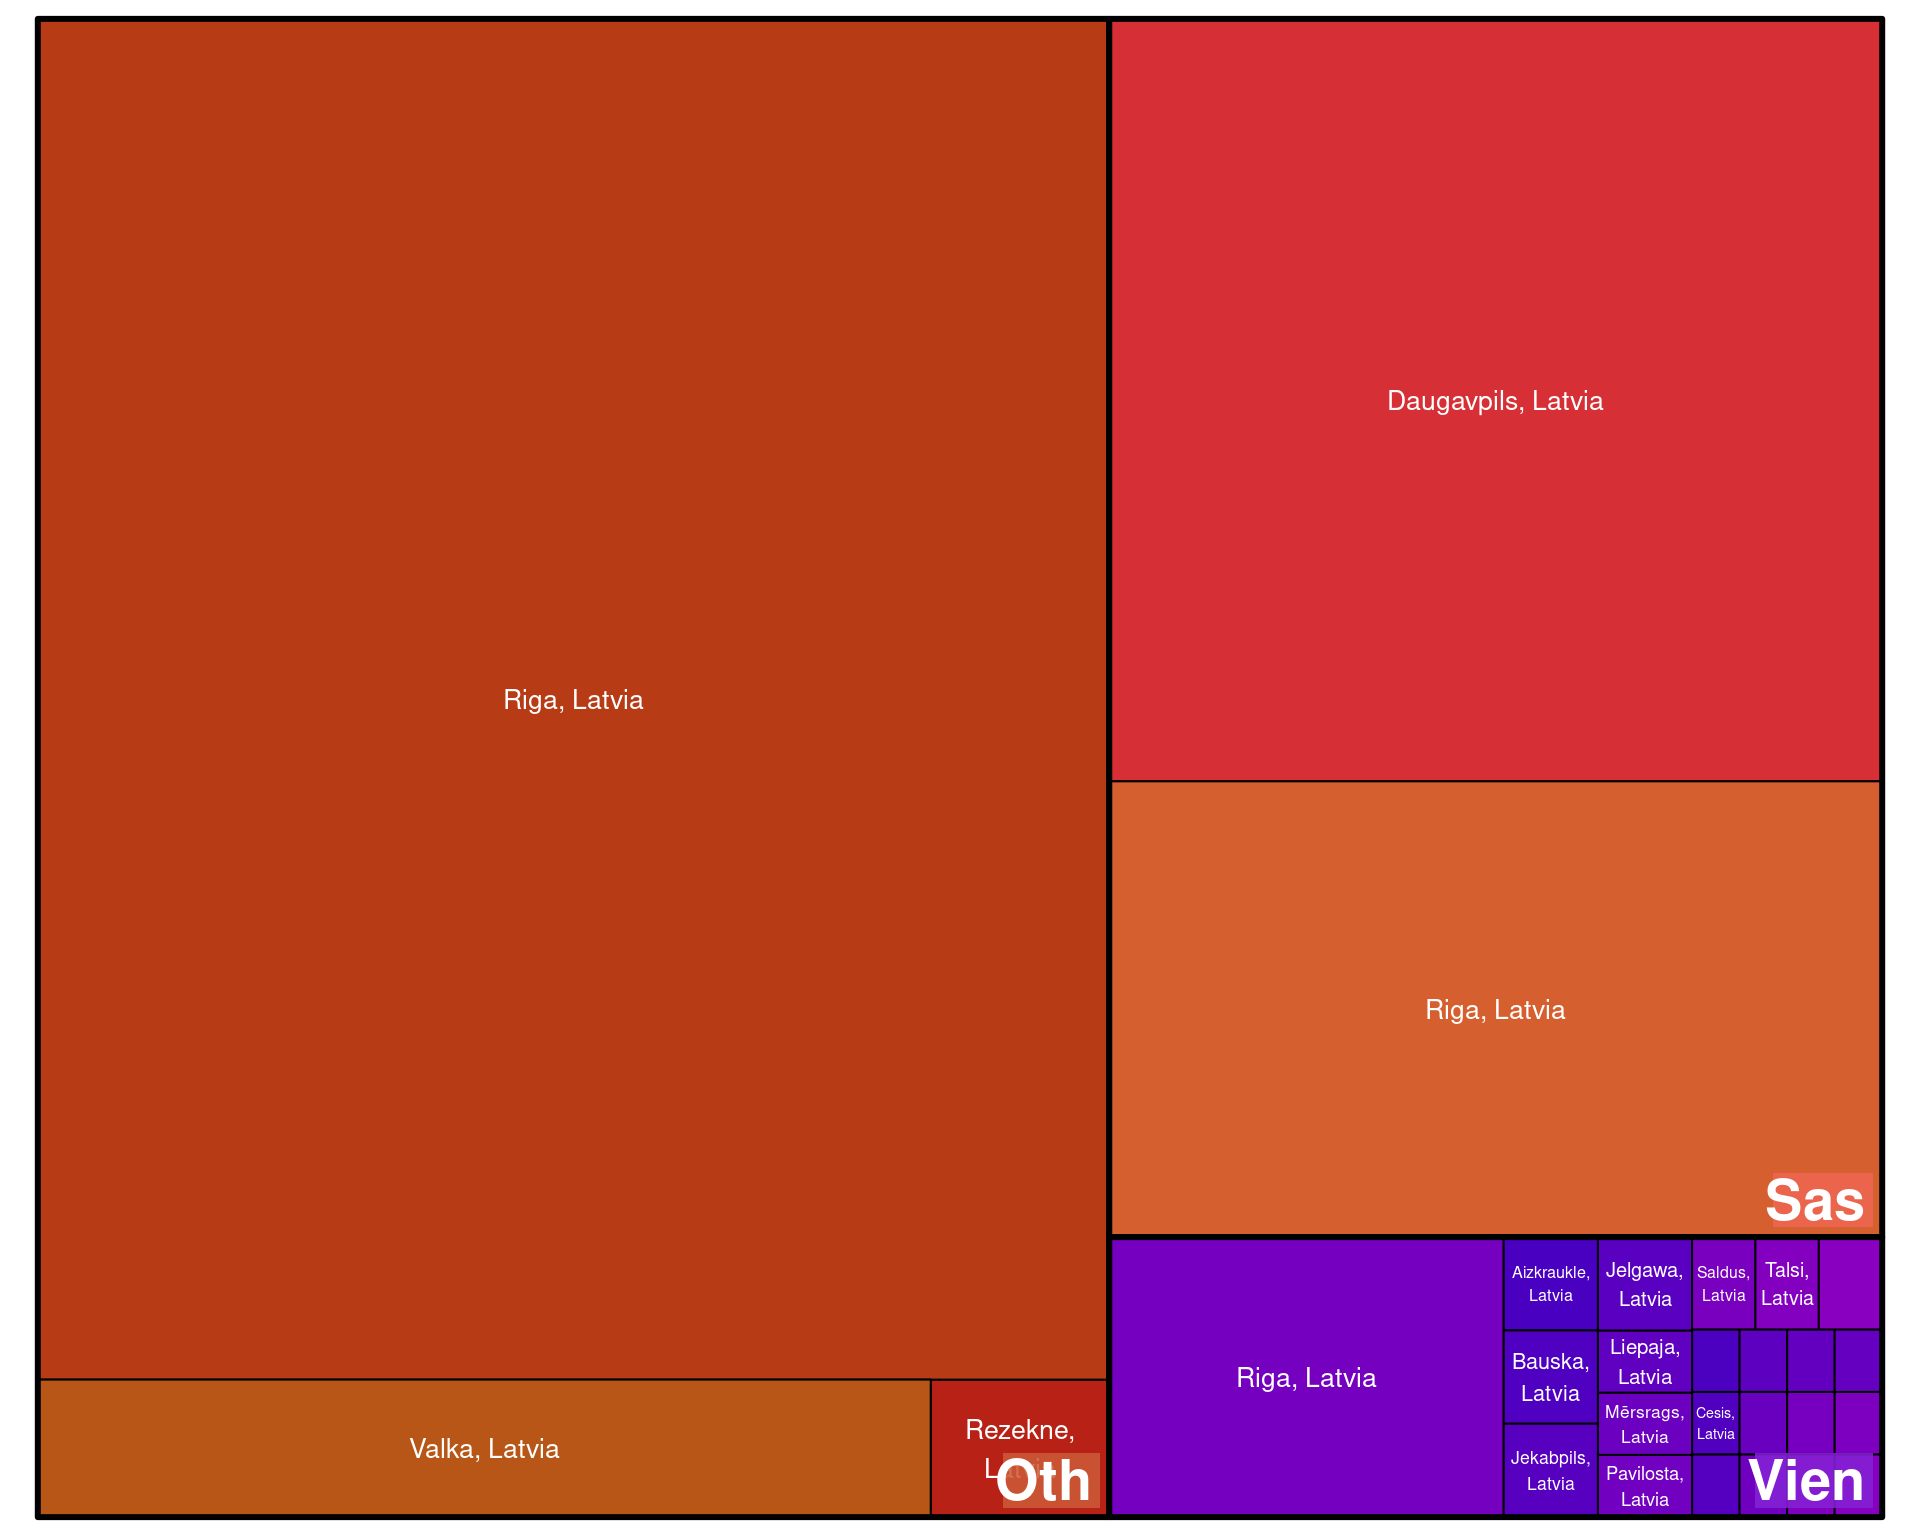 Riga, Latvia
Valka, Latvia
Rezekne,
Oth
Daugavpils, Latvia
Riga, Latvia
Sas
Riga, Latvia
Aizkraukle,
Latvia
Bauska,
Latvia
Jekabpils,
Latvia
Jelgawa,
Latvia
Liepaja,
Latvia
Mērsrags,
Latvia
Pavilosta,
Latvia
Saldus,
Latvia
Talsi,
Latvia
Cesis,
Latvia
Vien